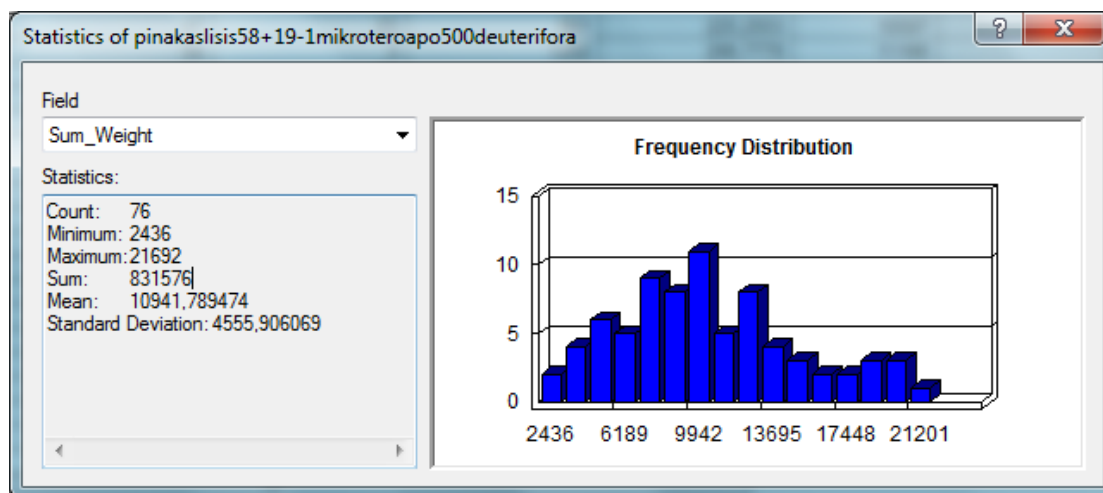 Statistics of pinakaslisis58+19-1mikroteroapo500deuterifora
Field
Sum_Weight
Statistics:
Count: 76
Minimum: 2436
Maximum: 21692
Sum: 831576
Mean: 10941,789474
Standard Deviation: 4555,906069
Frequency Distribution
15
10
5
0
2436 6189 9942 13695 17448 21201